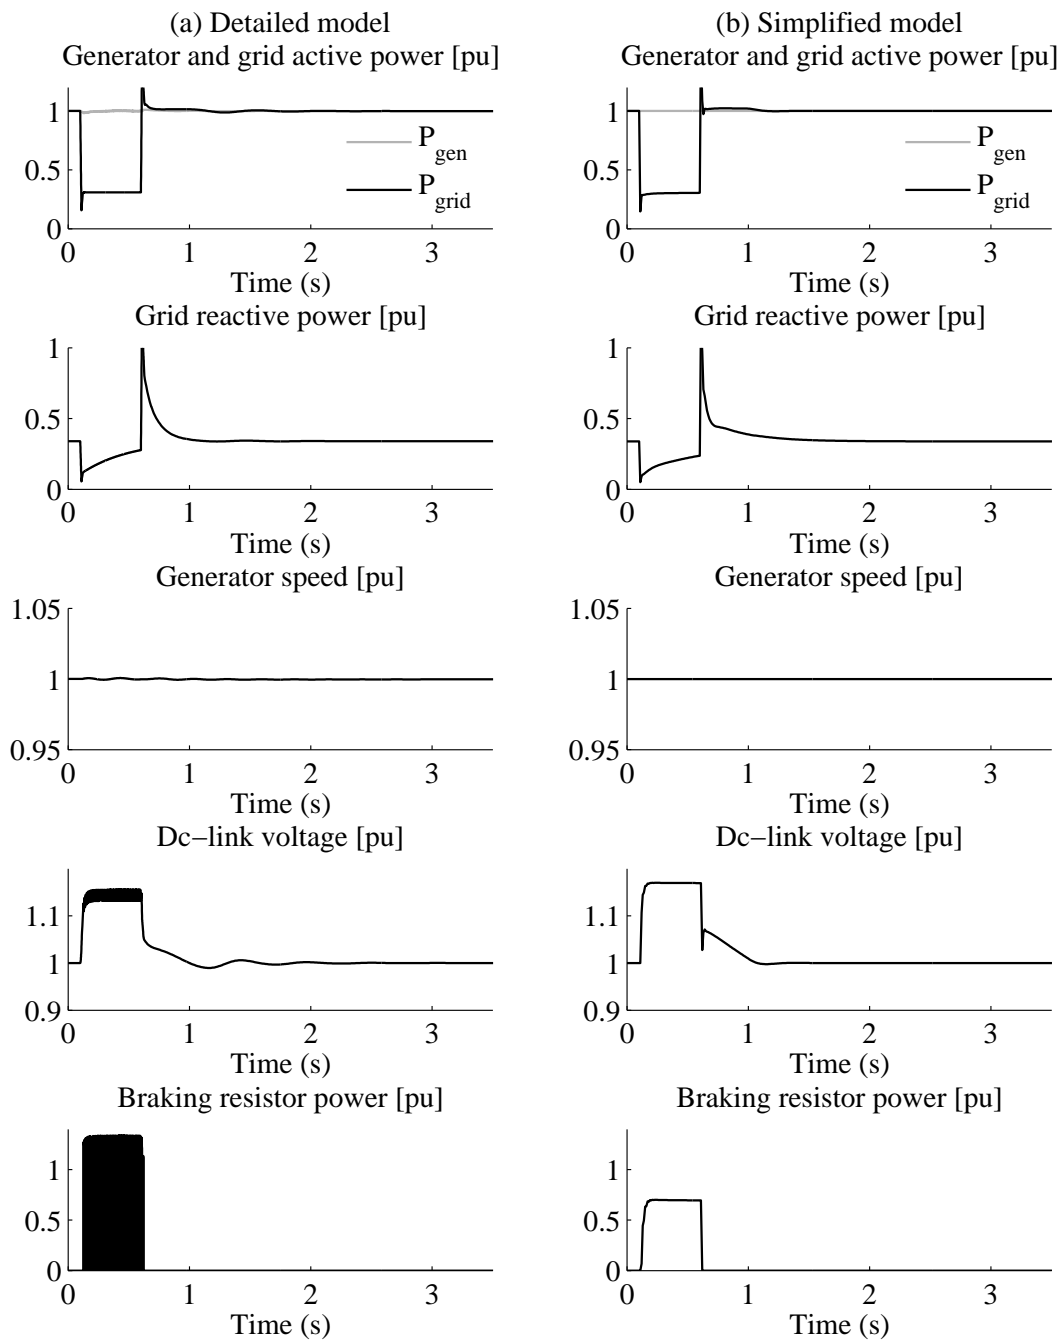 (a) Detailed model
Generator and grid active power [pu]
1
0.5
0
P_gen
P_grid
0 1 2 3
Time (s)
Grid reactive power [pu]
1
0.5
0
0 1 2 3
Time (s)
Generator speed [pu]
1.05
1
0.95
0 1 2 3
Time (s)
Dc−link voltage [pu]
1.1
1
0.9
0 1 2 3
Time (s)
Braking resistor power [pu]
1
0.5
0
0 1 2 3
Time (s)
(b) Simplified model
Generator and grid active power [pu]
1
0.5
0
P_gen
P_grid
0 1 2 3
Time (s)
Grid reactive power [pu]
1
0.5
0
0 1 2 3
Time (s)
Generator speed [pu]
1.05
1
0.95
0 1 2 3
Time (s)
Dc−link voltage [pu]
1.1
1
0.9
0 1 2 3
Time (s)
Braking resistor power [pu]
1
0.5
0
0 1 2 3
Time (s)